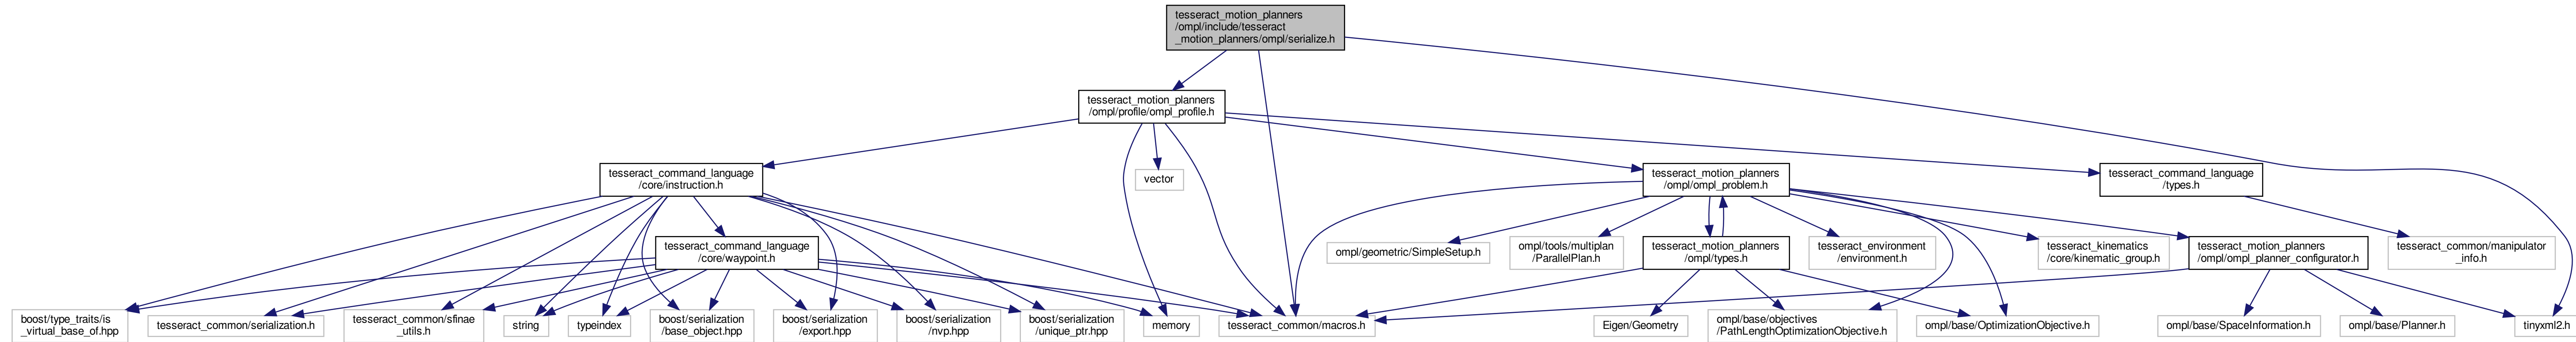 tesseract_motion_planners
/ompl/include/tesseract
_motion_planners/ompl/serialize.h
tesseract_motion_planners
/ompl/profile/ompl_profile.h
tesseract_command_language
/core/instruction.h
vector
tesseract_motion_planners
/ompl/ompl_problem.h
tesseract_command_language
/types.h
tesseract_command_language
/core/waypoint.h
ompl/geometric/SimpleSetup.h
ompl/tools/multiplan
/ParallelPlan.h
tesseract_motion_planners
/ompl/types.h
tesseract_environment
/environment.h
tesseract_kinematics
/core/kinematic_group.h
tesseract_motion_planners
/ompl/ompl_planner_configurator.h
tesseract_common/manipulator
_info.h
boost/type_traits/is
_virtual_base_of.hpp
tesseract_common/serialization.h
tesseract_common/sfinae
_utils.h
string
typeindex
boost/serialization
/base_object.hpp
boost/serialization
/export.hpp
boost/serialization
/nvp.hpp
boost/serialization
/unique_ptr.hpp
memory
tesseract_common/macros.h
Eigen/Geometry
ompl/base/objectives
/PathLengthOptimizationObjective.h
ompl/base/OptimizationObjective.h
ompl/base/SpaceInformation.h
ompl/base/Planner.h
tinyxml2.h